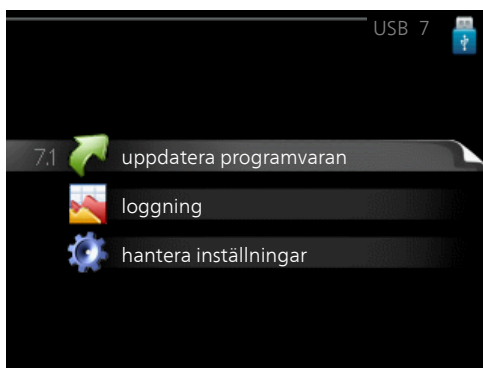 USB 7
7.1 uppdatera programvaran
loggning
hantera inställningar